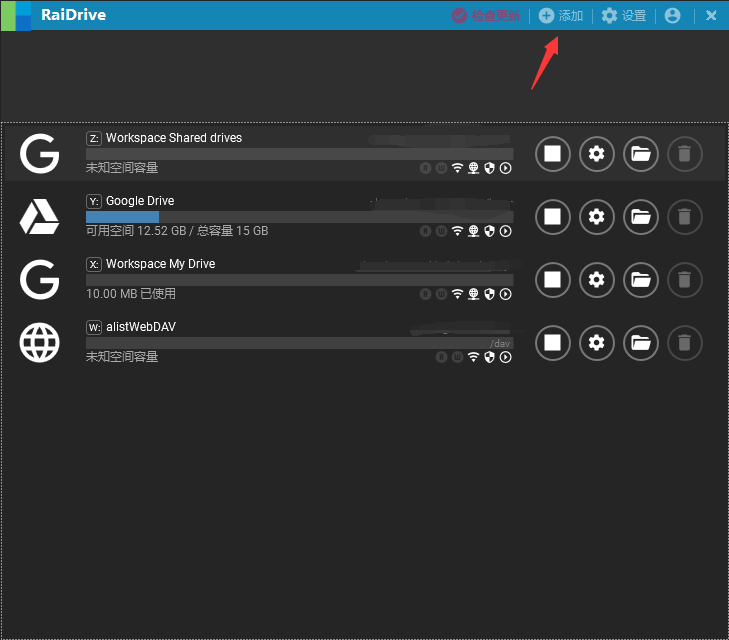 RaiDrive
检查更新 添加 设置
Z: Workspace Shared drives
未知空间容量
Y: Google Drive
可用空间 12.52 GB / 总容量 15 GB
X: Workspace My Drive
10.00 MB 已使用
W: alistWebDAV
/dav
未知空间容量